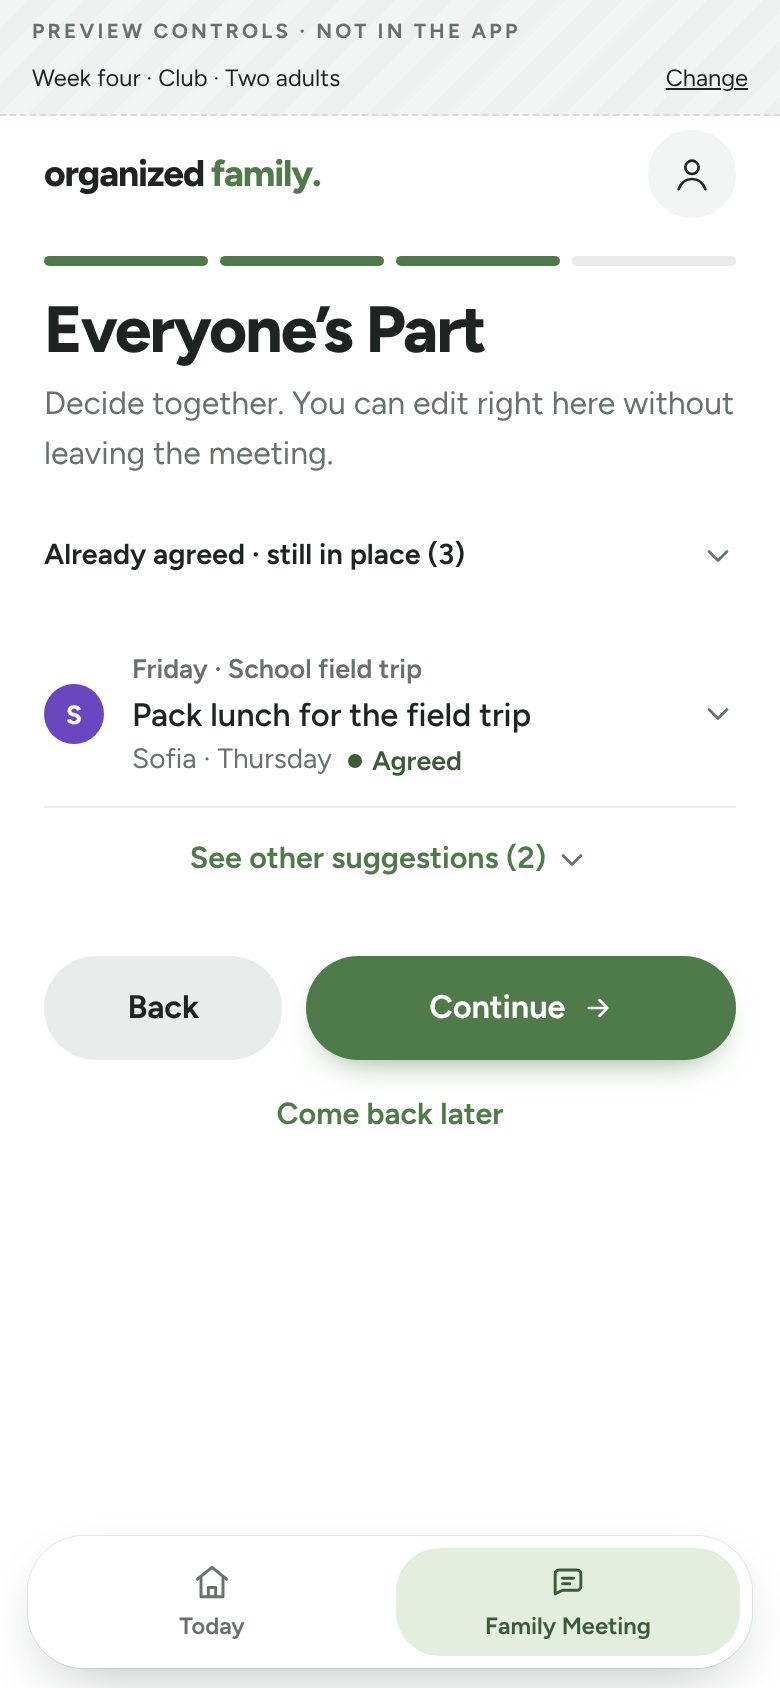 PREVIEW CONTROLS · NOT IN THE APP
Week four · Club · Two adults
Change
organized family.
Everyone’s Part
Decide together. You can edit right here without
leaving the meeting.
Already agreed · still in place (3)
Friday · School field trip
S
Pack lunch for the field trip
Sofia · Thursday ● Agreed
See other suggestions (2)
Back
Continue →
Come back later
Today
Family Meeting